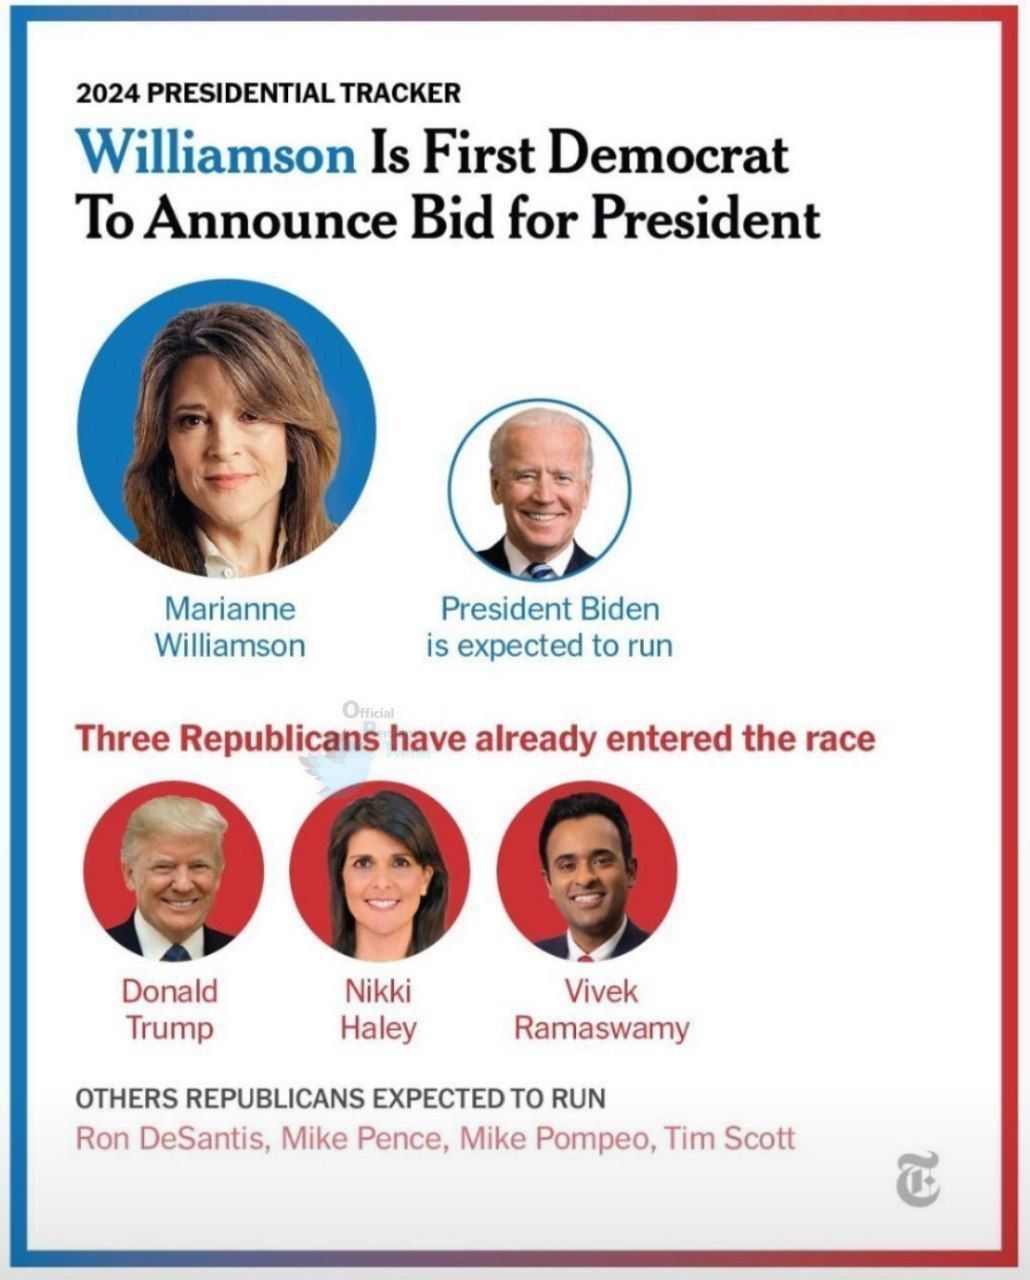 2024 PRESIDENTIAL TRACKER
Williamson Is First Democrat
To Announce Bid for President
Marianne
Williamson
President Biden
is expected to run
Official
Three Republicans have already entered the race
Donald
Trump
Nikki
Haley
Vivek
Ramaswamy
OTHERS REPUBLICANS EXPECTED TO RUN
Ron DeSantis, Mike Pence, Mike Pompeo, Tim Scott
T